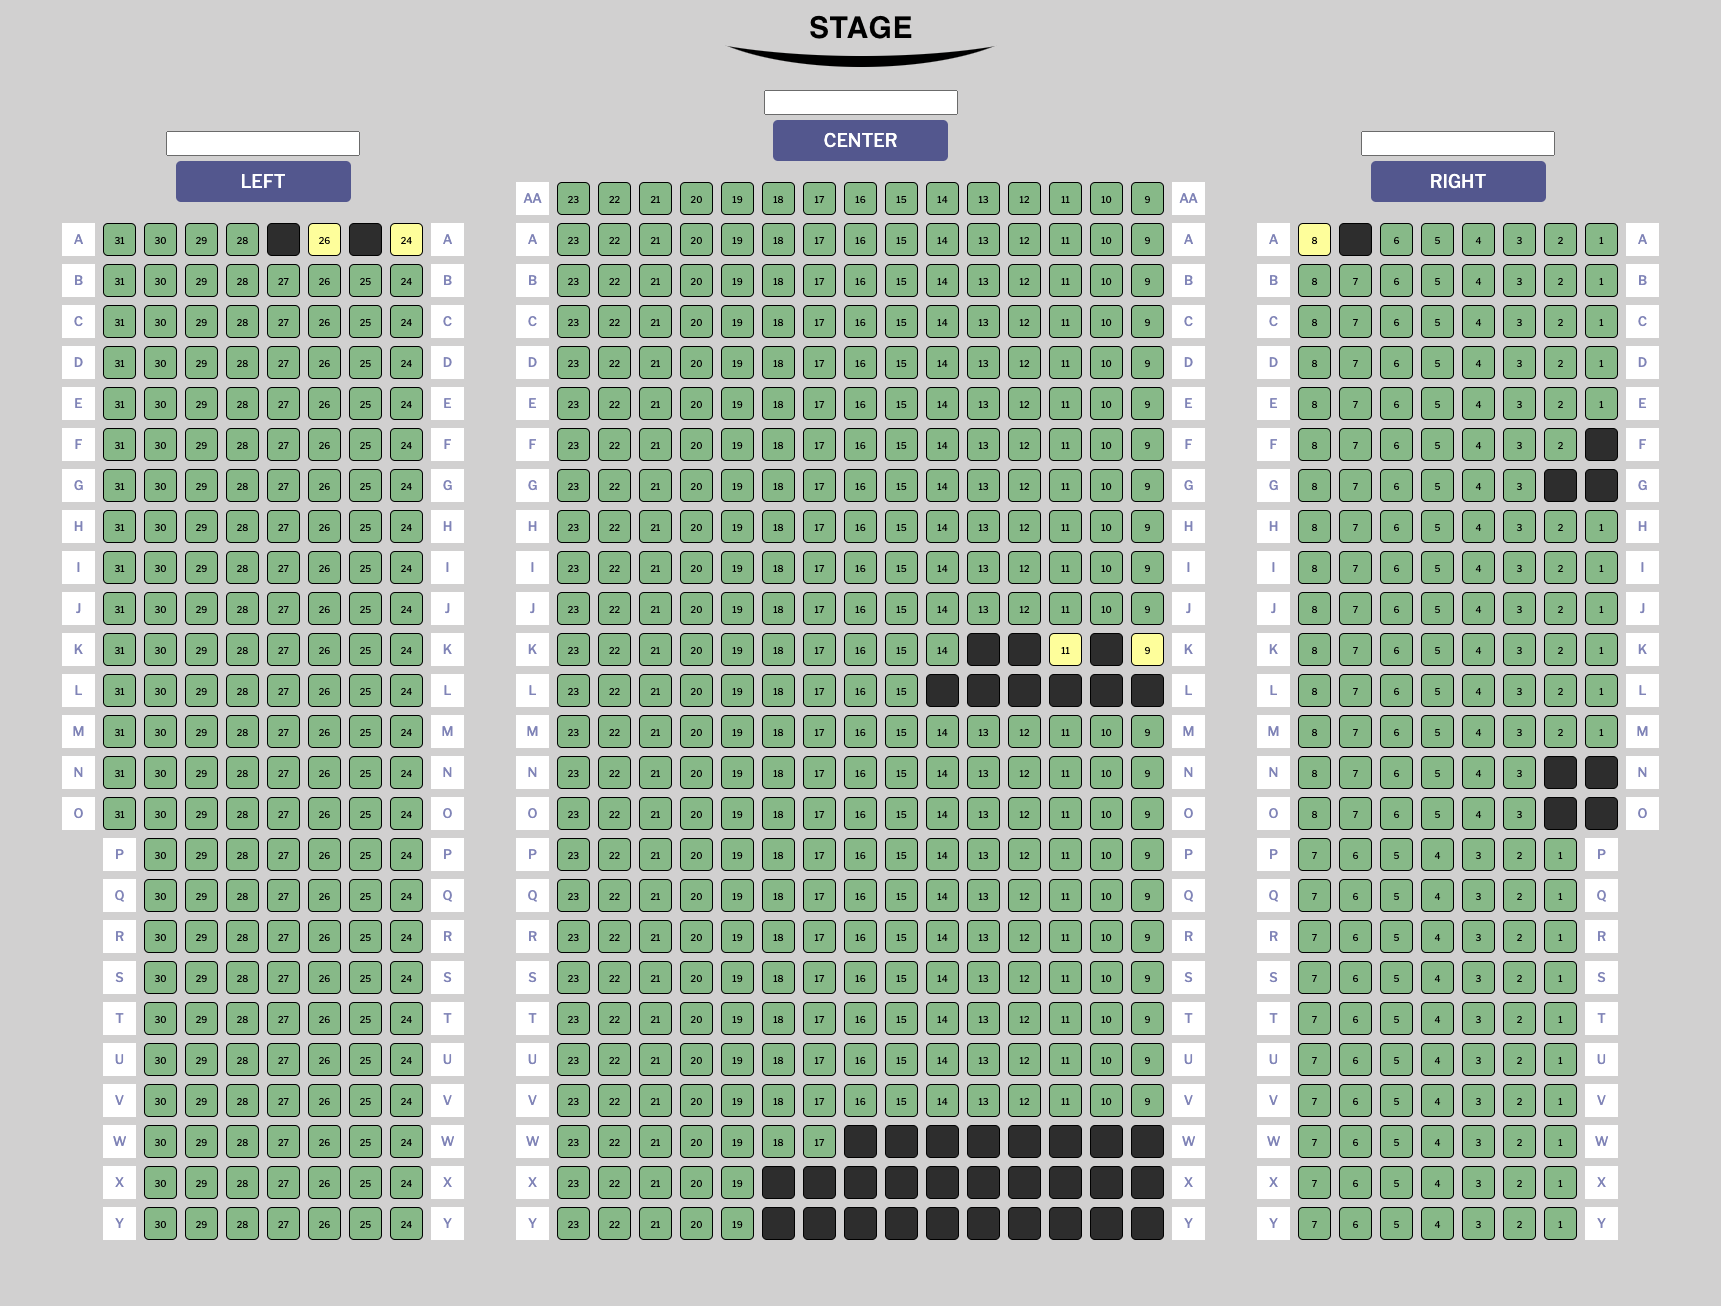 STAGE
CENTER
LEFT
RIGHT
AA 23 22 21 20 19 18 17 16 15 14 13 12 11 10 9 AA
A 31 30 29 28 26 24 A A 23 22 21 20 19 18 17 16 15 14 13 12 11 10 9 A A 8 6 5 4 3 2 1 A
B 31 30 29 28 27 26 25 24 B B 23 22 21 20 19 18 17 16 15 14 13 12 11 10 9 B B 8 7 6 5 4 3 2 1 B
C 31 30 29 28 27 26 25 24 C C 23 22 21 20 19 18 17 16 15 14 13 12 11 10 9 C C 8 7 6 5 4 3 2 1 C
D 31 30 29 28 27 26 25 24 D D 23 22 21 20 19 18 17 16 15 14 13 12 11 10 9 D D 8 7 6 5 4 3 2 1 D
E 31 30 29 28 27 26 25 24 E E 23 22 21 20 19 18 17 16 15 14 13 12 11 10 9 E E 8 7 6 5 4 3 2 1 E
F 31 30 29 28 27 26 25 24 F F 23 22 21 20 19 18 17 16 15 14 13 12 11 10 9 F F 8 7 6 5 4 3 2 F
G 31 30 29 28 27 26 25 24 G G 23 22 21 20 19 18 17 16 15 14 13 12 11 10 9 G G 8 7 6 5 4 3 G
H 31 30 29 28 27 26 25 24 H H 23 22 21 20 19 18 17 16 15 14 13 12 11 10 9 H H 8 7 6 5 4 3 2 1 H
I 31 30 29 28 27 26 25 24 I I 23 22 21 20 19 18 17 16 15 14 13 12 11 10 9 I I 8 7 6 5 4 3 2 1 I
J 31 30 29 28 27 26 25 24 J J 23 22 21 20 19 18 17 16 15 14 13 12 11 10 9 J J 8 7 6 5 4 3 2 1 J
K 31 30 29 28 27 26 25 24 K K 23 22 21 20 19 18 17 16 15 14 11 9 K K 8 7 6 5 4 3 2 1 K
L 31 30 29 28 27 26 25 24 L L 23 22 21 20 19 18 17 16 15 L L 8 7 6 5 4 3 2 1 L
M 31 30 29 28 27 26 25 24 M M 23 22 21 20 19 18 17 16 15 14 13 12 11 10 9 M M 8 7 6 5 4 3 2 1 M
N 31 30 29 28 27 26 25 24 N N 23 22 21 20 19 18 17 16 15 14 13 12 11 10 9 N N 8 7 6 5 4 3 N
O 31 30 29 28 27 26 25 24 O O 23 22 21 20 19 18 17 16 15 14 13 12 11 10 9 O O 8 7 6 5 4 3 O
P 30 29 28 27 26 25 24 P P 23 22 21 20 19 18 17 16 15 14 13 12 11 10 9 P P 7 6 5 4 3 2 1 P
Q 30 29 28 27 26 25 24 Q Q 23 22 21 20 19 18 17 16 15 14 13 12 11 10 9 Q Q 7 6 5 4 3 2 1 Q
R 30 29 28 27 26 25 24 R R 23 22 21 20 19 18 17 16 15 14 13 12 11 10 9 R R 7 6 5 4 3 2 1 R
S 30 29 28 27 26 25 24 S S 23 22 21 20 19 18 17 16 15 14 13 12 11 10 9 S S 7 6 5 4 3 2 1 S
T 30 29 28 27 26 25 24 T T 23 22 21 20 19 18 17 16 15 14 13 12 11 10 9 T T 7 6 5 4 3 2 1 T
U 30 29 28 27 26 25 24 U U 23 22 21 20 19 18 17 16 15 14 13 12 11 10 9 U U 7 6 5 4 3 2 1 U
V 30 29 28 27 26 25 24 V V 23 22 21 20 19 18 17 16 15 14 13 12 11 10 9 V V 7 6 5 4 3 2 1 V
W 30 29 28 27 26 25 24 W W 23 22 21 20 19 18 17 W W 7 6 5 4 3 2 1 W
X 30 29 28 27 26 25 24 X X 23 22 21 20 19 X X 7 6 5 4 3 2 1 X
Y 30 29 28 27 26 25 24 Y Y 23 22 21 20 19 Y Y 7 6 5 4 3 2 1 Y